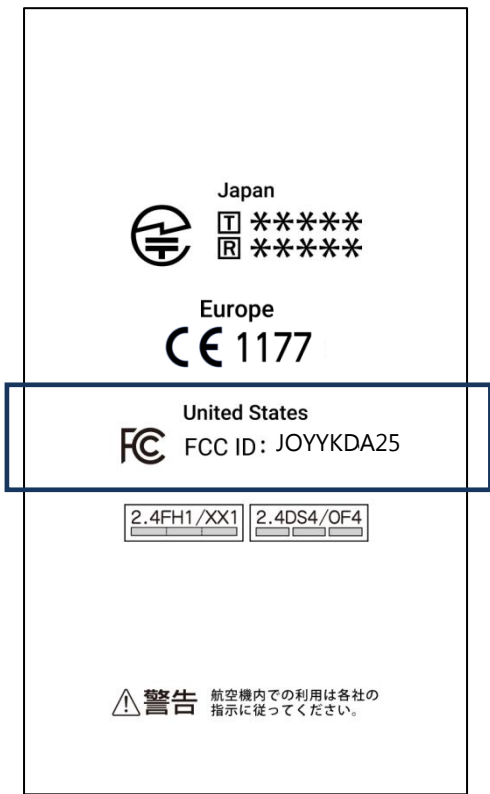 Japan
T *****
R *****
Europe
CE 1177
United States
FC FCC ID: JOYYKDA25
2.4FH1/XX1 2.4DS4/OF4
警告 航空機内での利用は各社の
指示に従ってください。